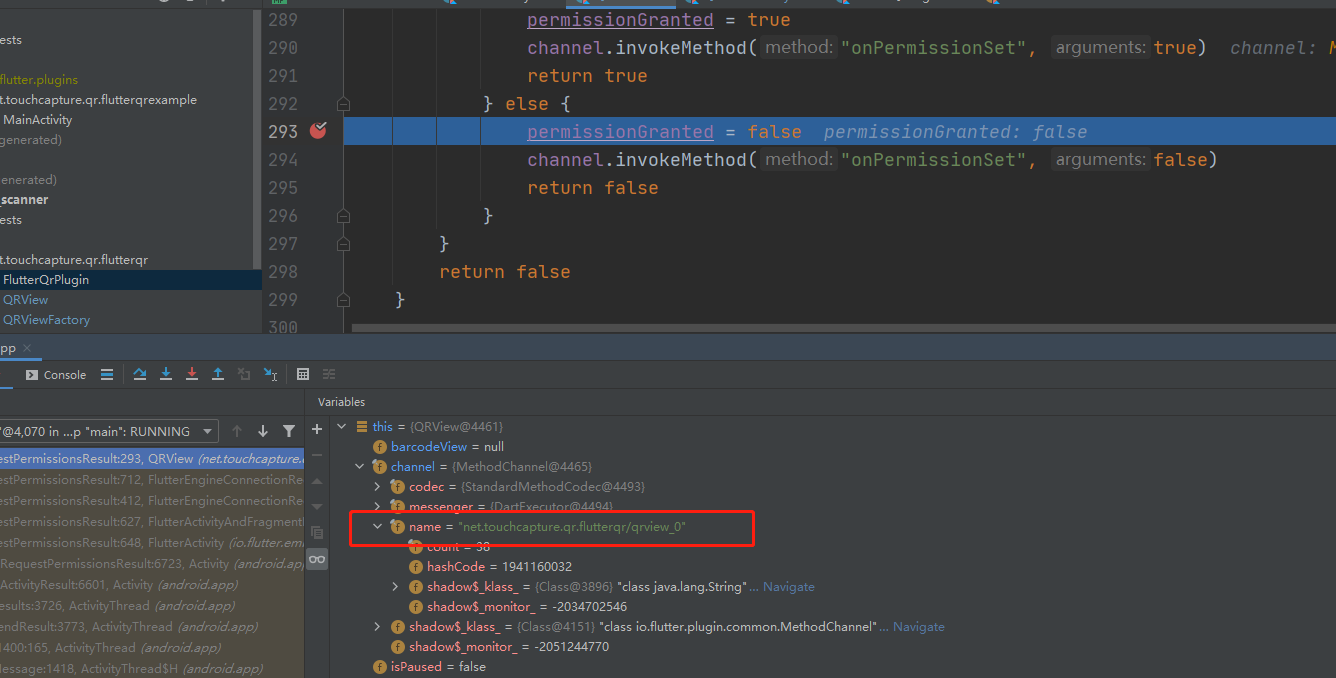 289 permissionGranted = true
ests
290 channel.invokeMethod( method: "onPermissionSet", arguments: true) channel: M
291 return true
flutter.plugins
t.touchcapture.qr.flutterqrexample
292 } else {
MainActivity
293 permissionGranted = false permissionGranted: false
generated)
294 channel.invokeMethod( method: "onPermissionSet", arguments: false)
enerated)
295 return false
_scanner
296 }
ests
297 }
t.touchcapture.qr.flutterqr
298 return false
FlutterQrPlugin
QRView
299 }
QRViewFactory
300
pp ×
Console
Variables
'@4,070 in ...p "main": RUNNING
this = {QRView@4461}
barcodeView = null
estPermissionsResult:293, QRView (net.touchcapture.
channel = {MethodChannel@4465}
estPermissionsResult:712, FlutterEngineConnectionRe
codec = {StandardMethodCodec@4493}
estPermissionsResult:412, FlutterEngineConnectionRe
messenger = {DartExecutor@4494}
estPermissionsResult:627, FlutterActivityAndFragment
name = "net.touchcapture.qr.flutterqr/qrview_0"
estPermissionsResult:648, FlutterActivity (io.flutter.em
count = 38
RequestPermissionsResult:6723, Activity (android.app
hashCode = 1941160032
ActivityResult:6601, Activity (android.app)
shadow$_klass_ = {Class@3896} "class java.lang.String"... Navigate
esults:3726, ActivityThread (android.app)
shadow$_monitor_ = -2034702546
endResult:3773, ActivityThread (android.app)
shadow$_klass_ = {Class@4151} "class io.flutter.plugin.common.MethodChannel"... Navigate
1400:165, ActivityThread (android.app)
shadow$_monitor_ = -2051244770
Message:1418, ActivityThread$H (android.app)
isPaused = false